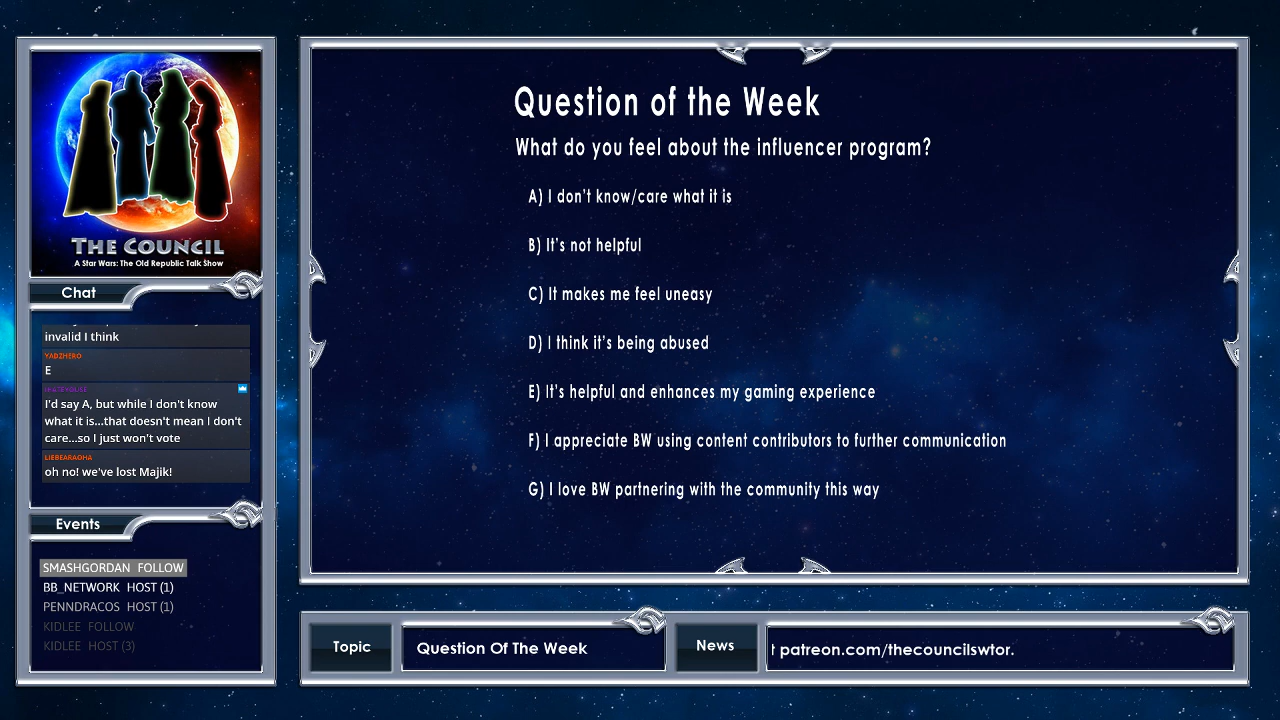 THE COUNCIL
A Star Wars: The Old Republic Talk Show
Chat
invalid I think
YADZHERO
E
I'd say A, but while I don't know
what it is...that doesn't mean I don't
care...so I just won't vote
LIEBEARAOHA
oh no! we've lost Majik!
Events
SMASHGORDAN FOLLOW
BB_NETWORK HOST (1)
PENNDRACOS HOST (1)
KIDLEE FOLLOW
KIDLEE HOST (3)
Question of the Week
What do you feel about the influencer program?
A) I don't know/care what it is
B) It's not helpful
C) It makes me feel uneasy
D) I think it's being abused
E) It's helpful and enhances my gaming experience
F) I appreciate BW using content contributors to further communication
G) I love BW partnering with the community this way
Topic
Question Of The Week
News
t patreon.com/thecouncilswtor.